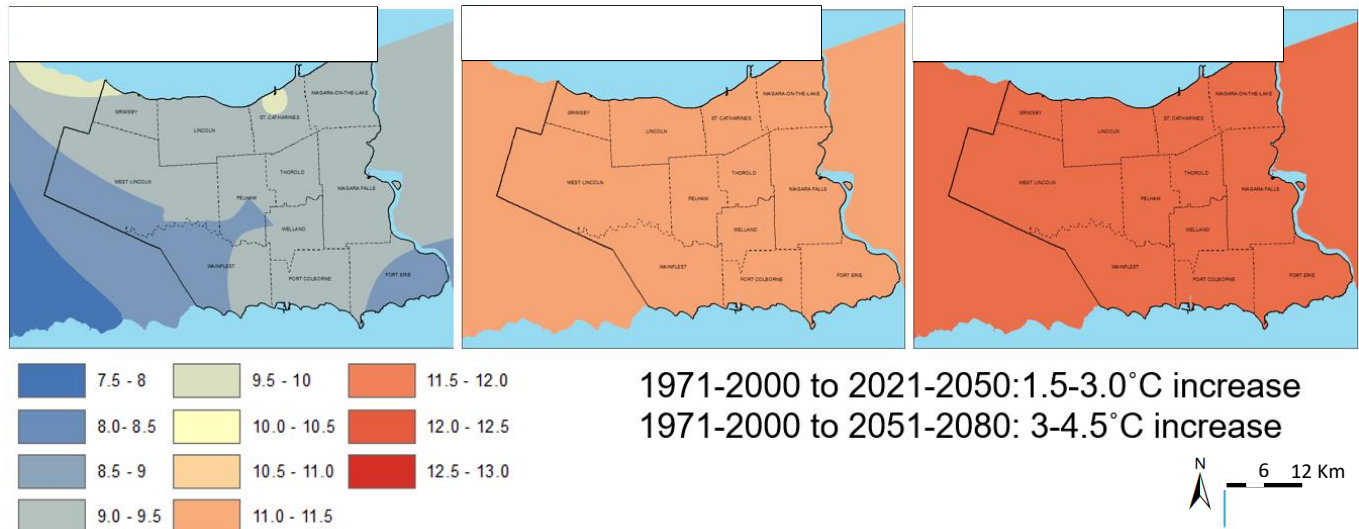 GRIMSBY
LINCOLN
ST. CATHARINES
NIAGARA-ON-THE-LAKE
WEST LINCOLN
PELHAM
THOROLD
NIAGARA FALLS
WELLAND
WAINFLEET
PORT COLBORNE
FORT ERIE
GRIMSBY
LINCOLN
ST. CATHARINES
NIAGARA-ON-THE-LAKE
WEST LINCOLN
PELHAM
THOROLD
NIAGARA FALLS
WELLAND
WAINFLEET
PORT COLBORNE
FORT ERIE
GRIMSBY
LINCOLN
ST. CATHARINES
NIAGARA-ON-THE-LAKE
WEST LINCOLN
PELHAM
THOROLD
NIAGARA FALLS
WELLAND
WAINFLEET
PORT COLBORNE
FORT ERIE
7.5 - 8
8.0- 8.5
8.5 - 9
9.0 - 9.5
9.5 - 10
10.0 - 10.5
10.5 - 11.0
11.0 - 11.5
11.5 - 12.0
12.0 - 12.5
12.5 - 13.0
1971-2000 to 2021-2050:1.5-3.0˚C increase
1971-2000 to 2051-2080: 3-4.5˚C increase
N
6 12 Km